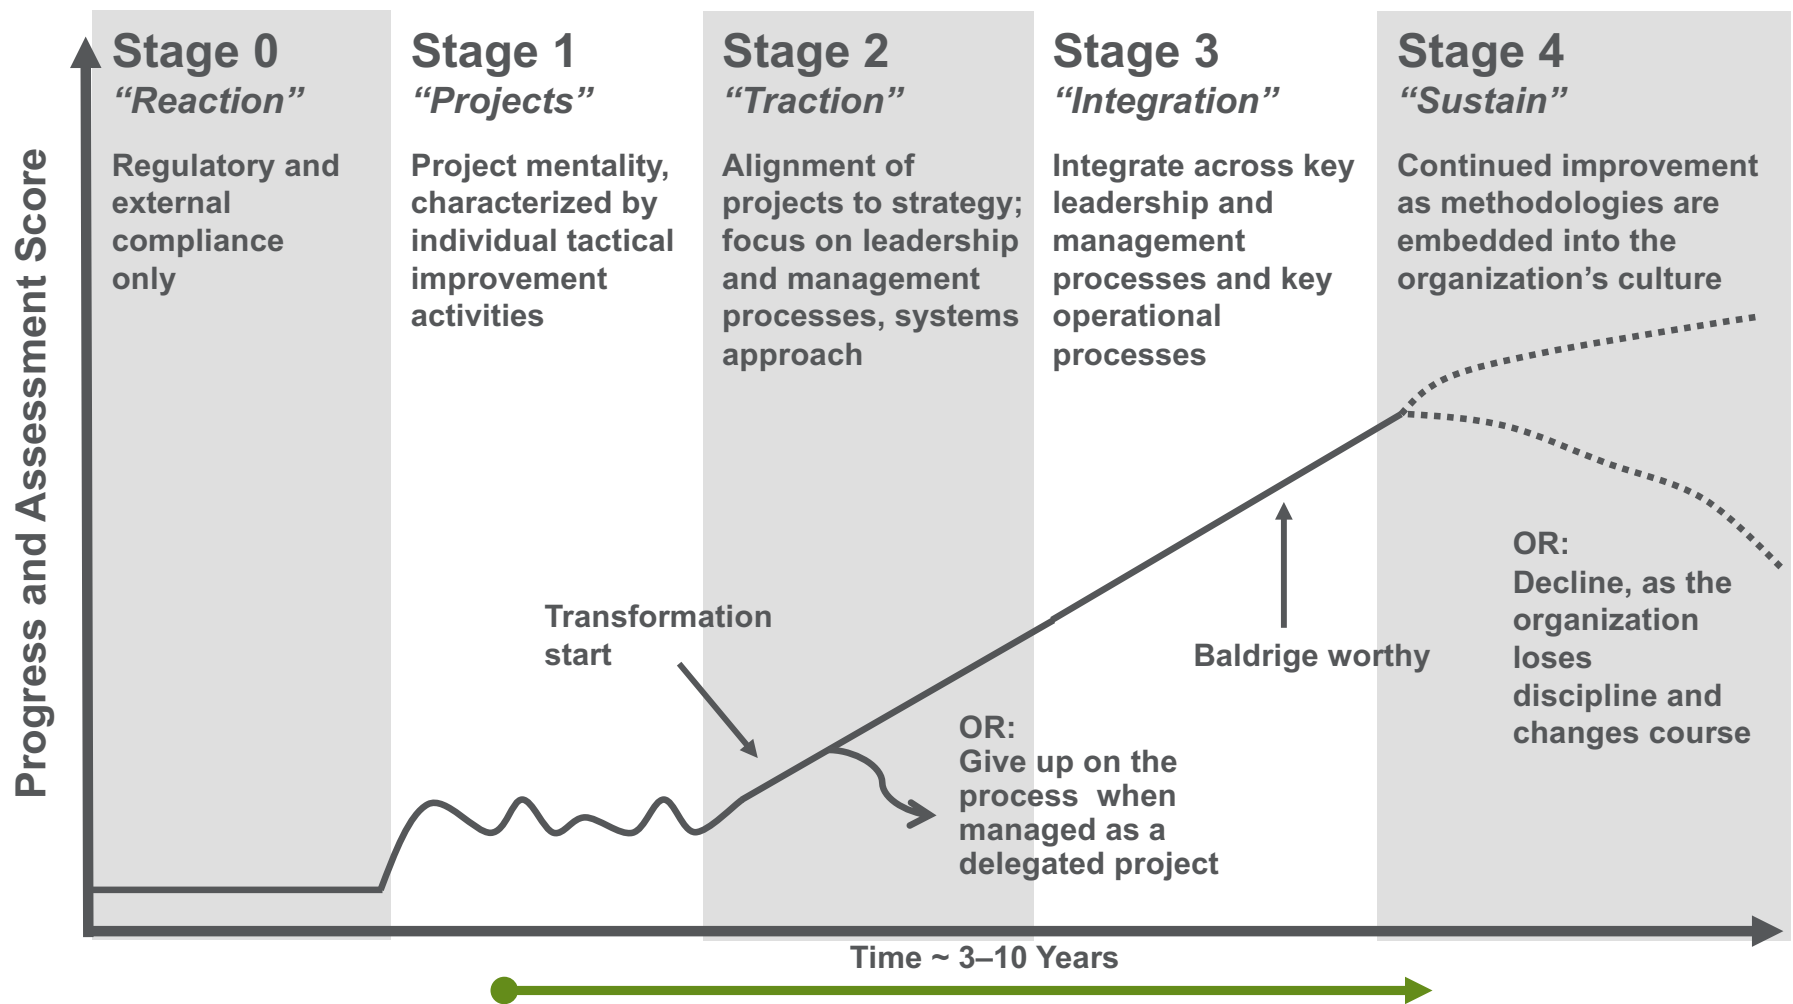 Progress and Assessment Score
Stage 0
“Reaction”
Regulatory and
external
compliance
only
Stage 1
“Projects”
Project mentality,
characterized by
individual tactical
improvement
activities
Stage 2
“Traction”
Alignment of
projects to strategy;
focus on leadership
and management
processes, systems
approach
Stage 3
“Integration”
Integrate across key
leadership and
management
processes and key
operational
processes
Stage 4
“Sustain”
Continued improvement
as methodologies are
embedded into the
organization’s culture
Transformation
start
OR:
Give up on the
process when
managed as a
delegated project
Baldrige worthy
OR:
Decline, as the
organization
loses
discipline and
changes course
Time ~ 3–10 Years